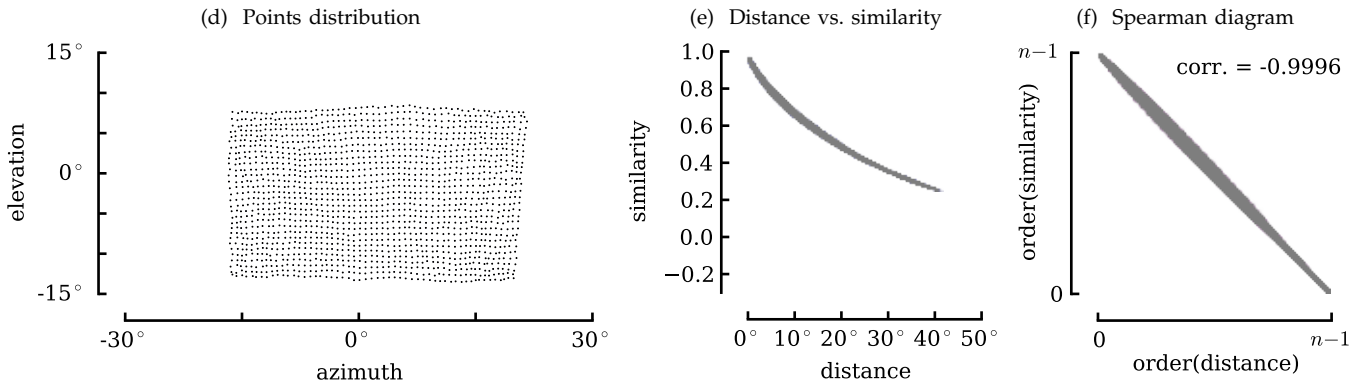 (d) Points distribution
15°
0°
-15°
elevation
-30°
0°
30°
azimuth
(e) Distance vs. similarity
1.0
0.8
0.6
0.4
0.2
0.0
−0.2
similarity
0° 10° 20° 30° 40° 50°
distance
(f) Spearman diagram
n−1
corr. = -0.9996
0
order(similarity)
0
n−1
order(distance)